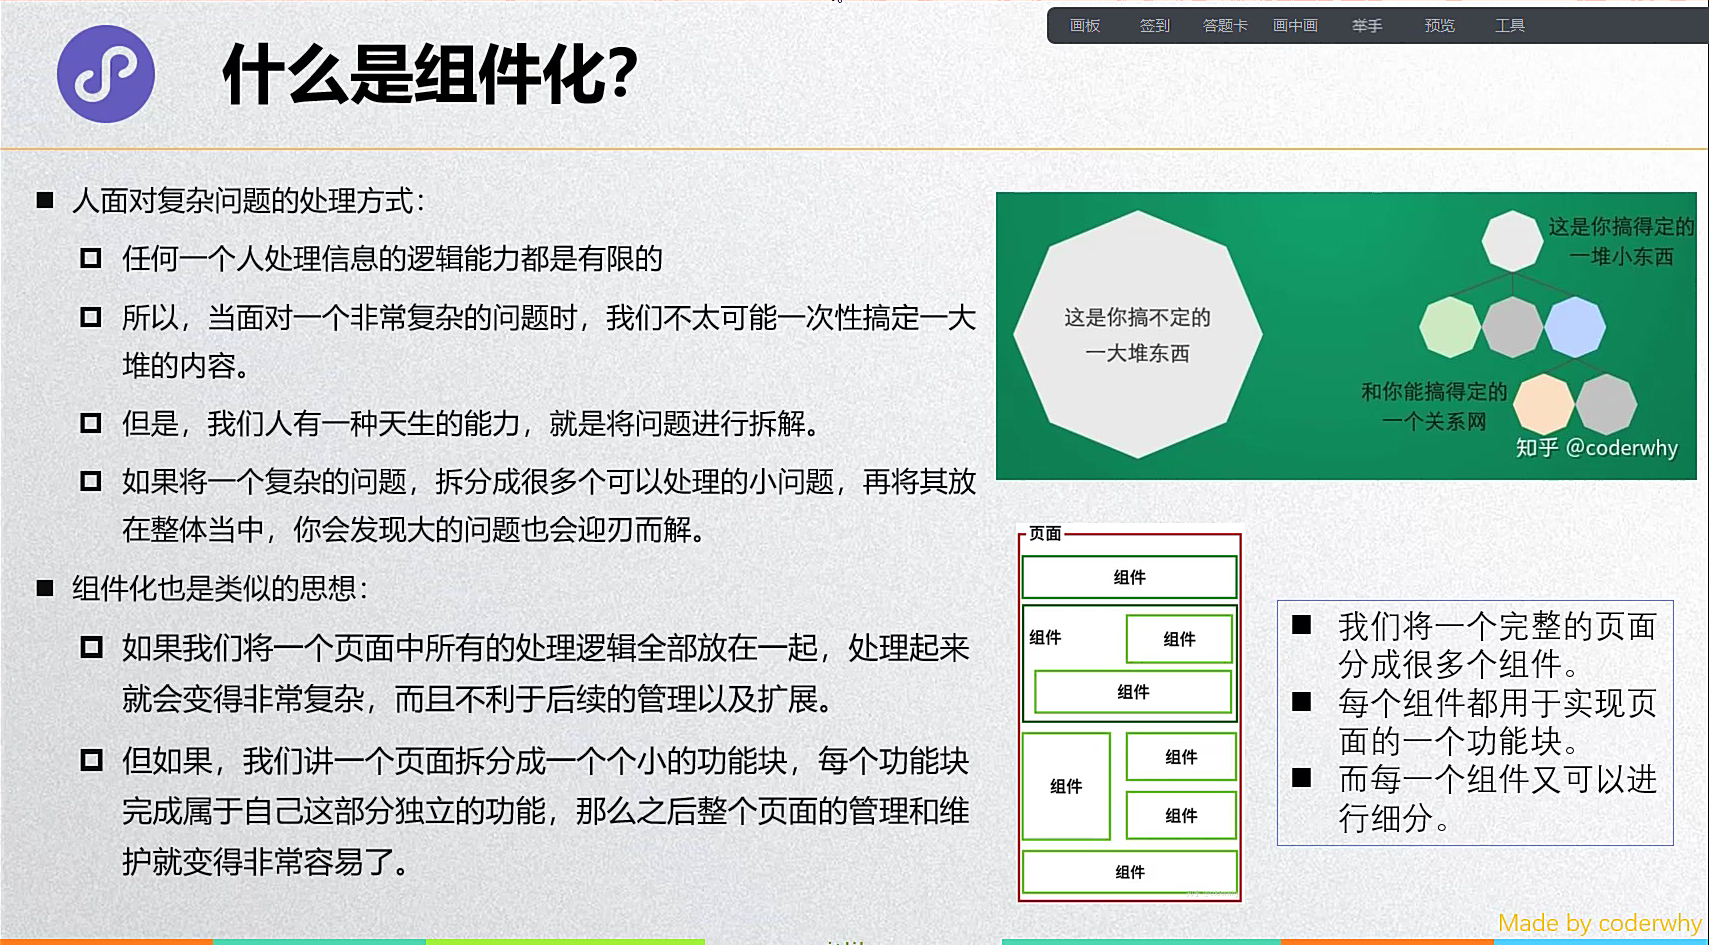 画板 签到 答题卡 画中画 举手 预览 工具
什么是组件化？
人面对复杂问题的处理方式：
任何一个人处理信息的逻辑能力都是有限的
所以，当面对一个非常复杂的问题时，我们不太可能一次性搞定一大
堆的内容。
但是，我们人有一种天生的能力，就是将问题进行拆解。
如果将一个复杂的问题，拆分成很多个可以处理的小问题，再将其放
在整体当中，你会发现大的问题也会迎刃而解。
组件化也是类似的思想：
如果我们将一个页面中所有的处理逻辑全部放在一起，处理起来
就会变得非常复杂，而且不利于后续的管理以及扩展。
但如果，我们讲一个页面拆分成一个个小的功能块，每个功能块
完成属于自己这部分独立的功能，那么之后整个页面的管理和维
护就变得非常容易了。
这是你搞不定的
一大堆东西
这是你搞得定的
一堆小东西
和你能搞得定的
一个关系网
知乎 @coderwhy
页面
组件
组件
组件
组件
组件
组件
组件
组件
我们将一个完整的页面
分成很多个组件。
每个组件都用于实现页
面的一个功能块。
而每一个组件又可以进
行细分。
Made by coderwhy